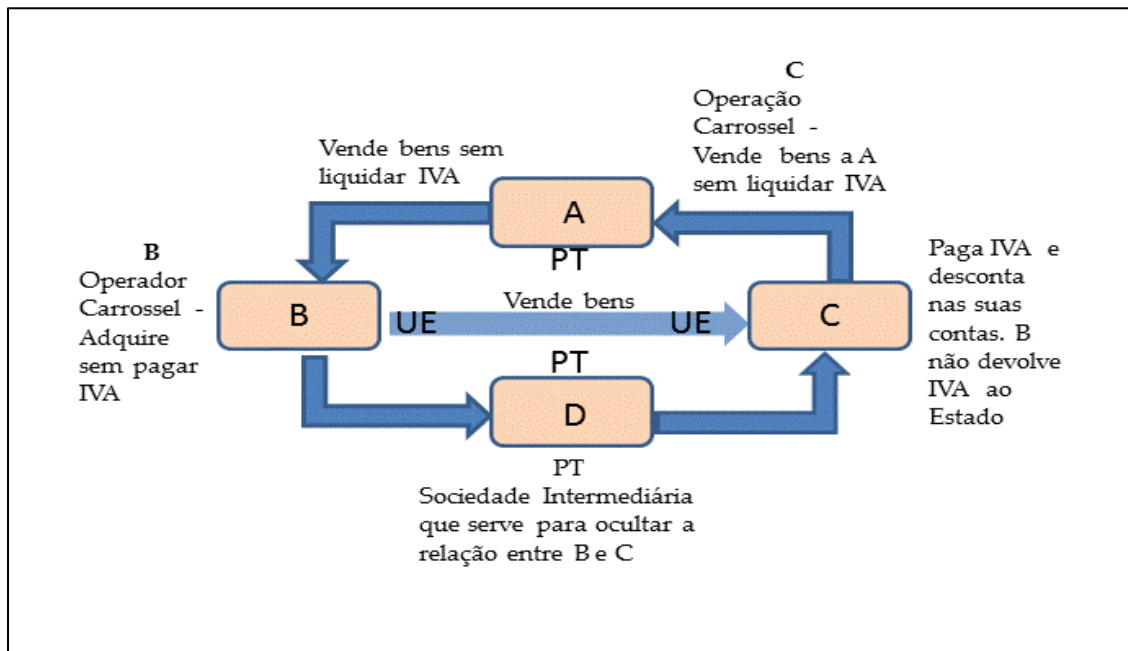 C
Operação
Carrossel -
Vende bens a A
sem liquidar IVA
Vende bens sem
liquidar IVA
A
PT
B
Operador
Carrossel -
Adquire
sem pagar
IVA
B
UE
Vende bens
UE
C
Paga IVA e
desconta
nas suas
contas. B
não devolve
IVA ao
Estado
PT
D
PT
Sociedade Intermediária
que serve para ocultar a
relação entre B e C